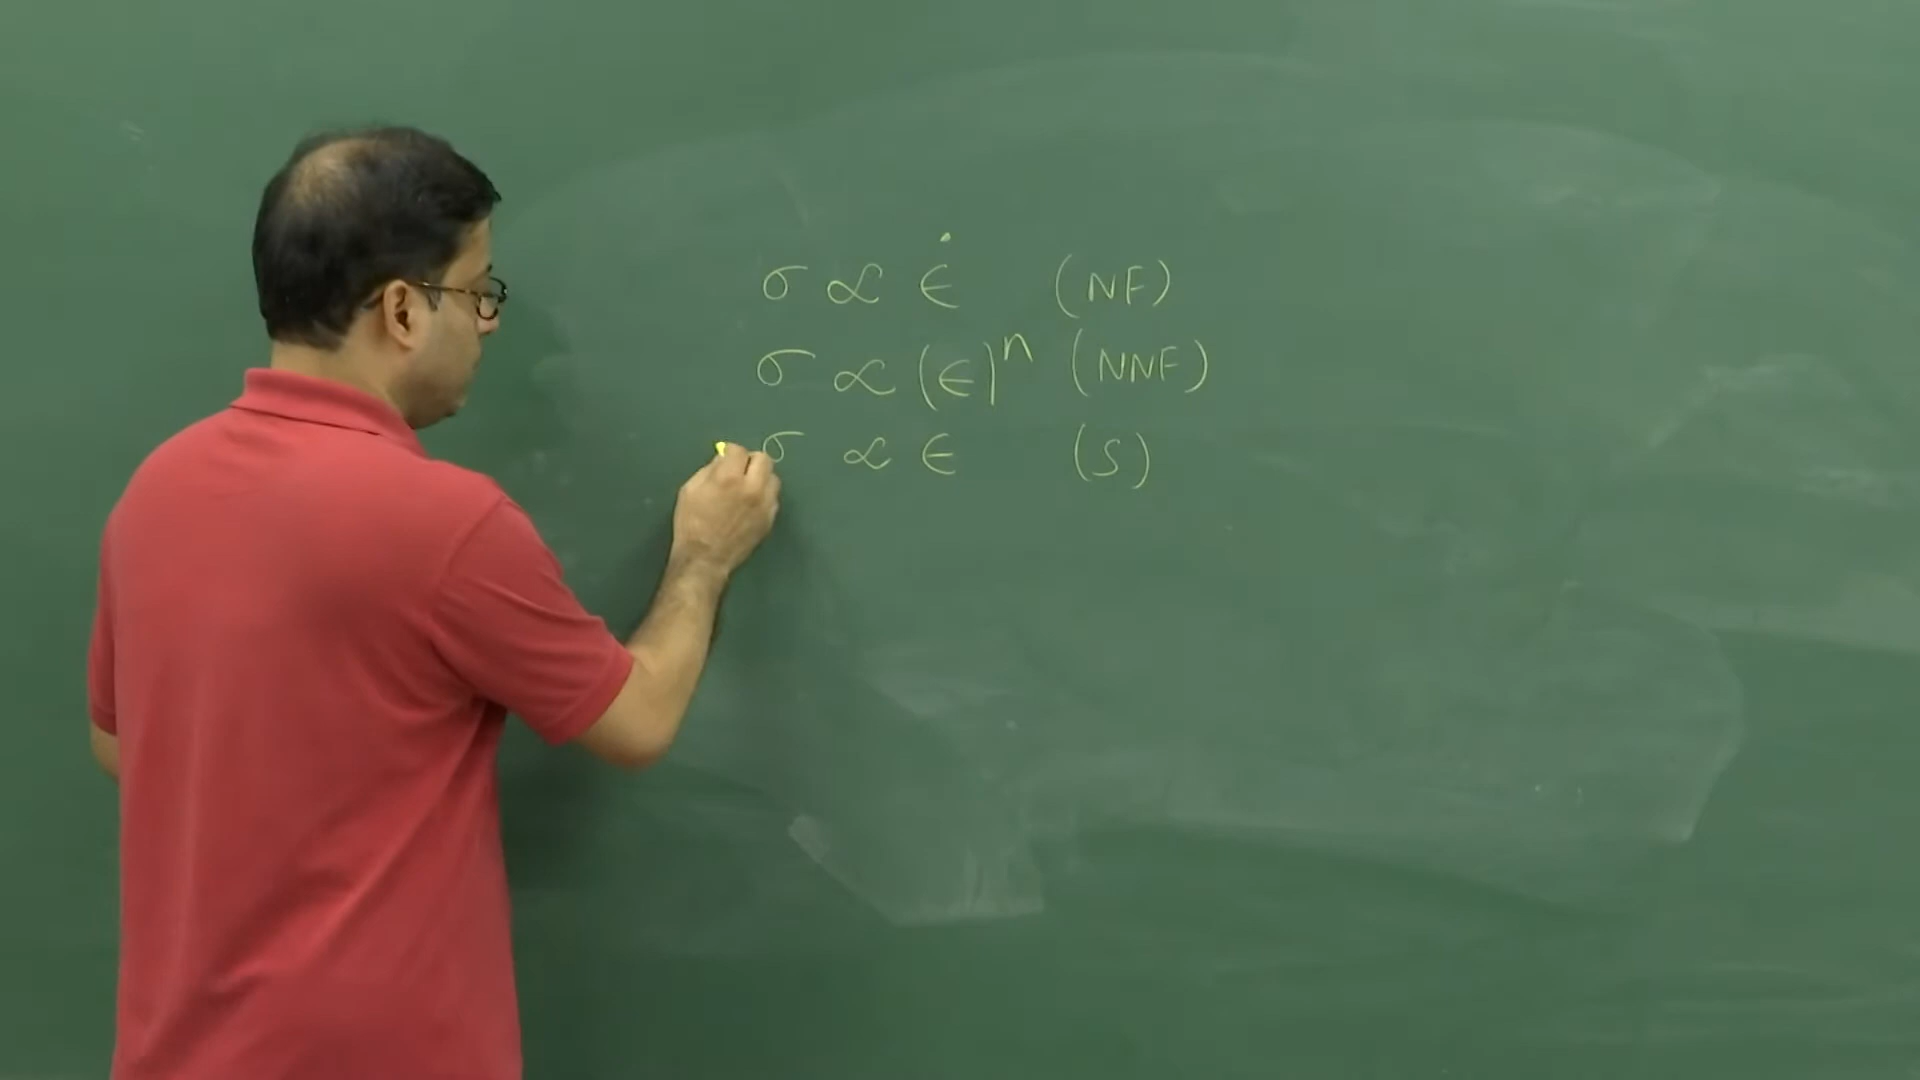 σ ∝ ϵ̇ (NF)
σ ∝ (ϵ)ⁿ (NNF)
σ ∝ ϵ (S)